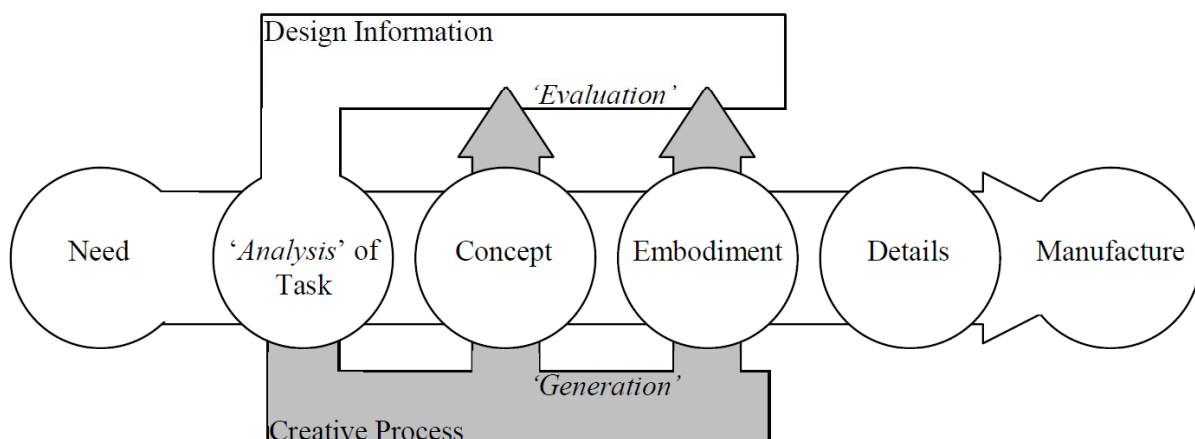 Design Information
‘Evaluation’
Need
‘Analysis’ of
Task
Concept
Embodiment
Details
Manufacture
‘Generation’
Creative Process